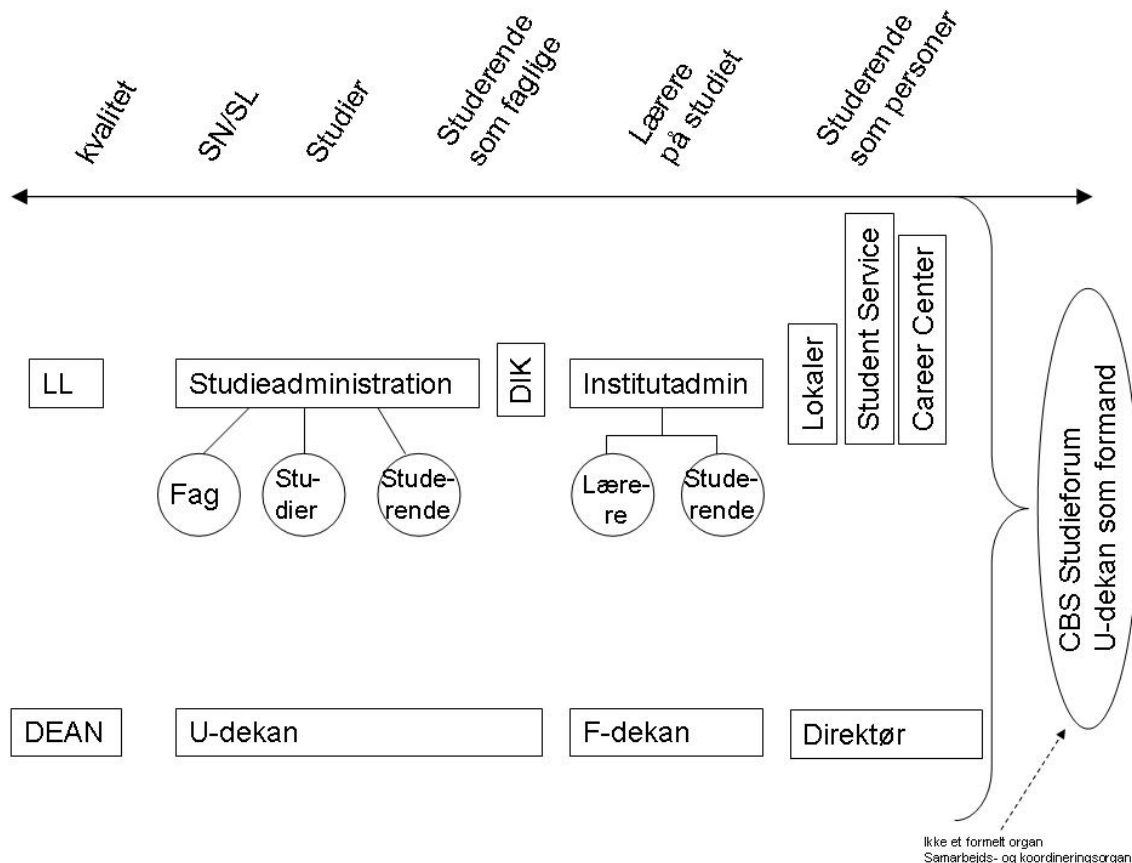 kvalitet
SN/SL
Studier
Studerende
som faglige
Lærere
på studiet
Studerende
som personer
LL
Studieadministration
DIK
Institutadmin
Lokaler
Student Service
Career Center
Fag
Stu-
dier
Stude-
rende
Lære-
re
Stude-
rende
CBS Studieforum
U-dekan som formand
DEAN
U-dekan
F-dekan
Direktør
Ikke et formelt organ
Samarbejds- og koordineringsorgan